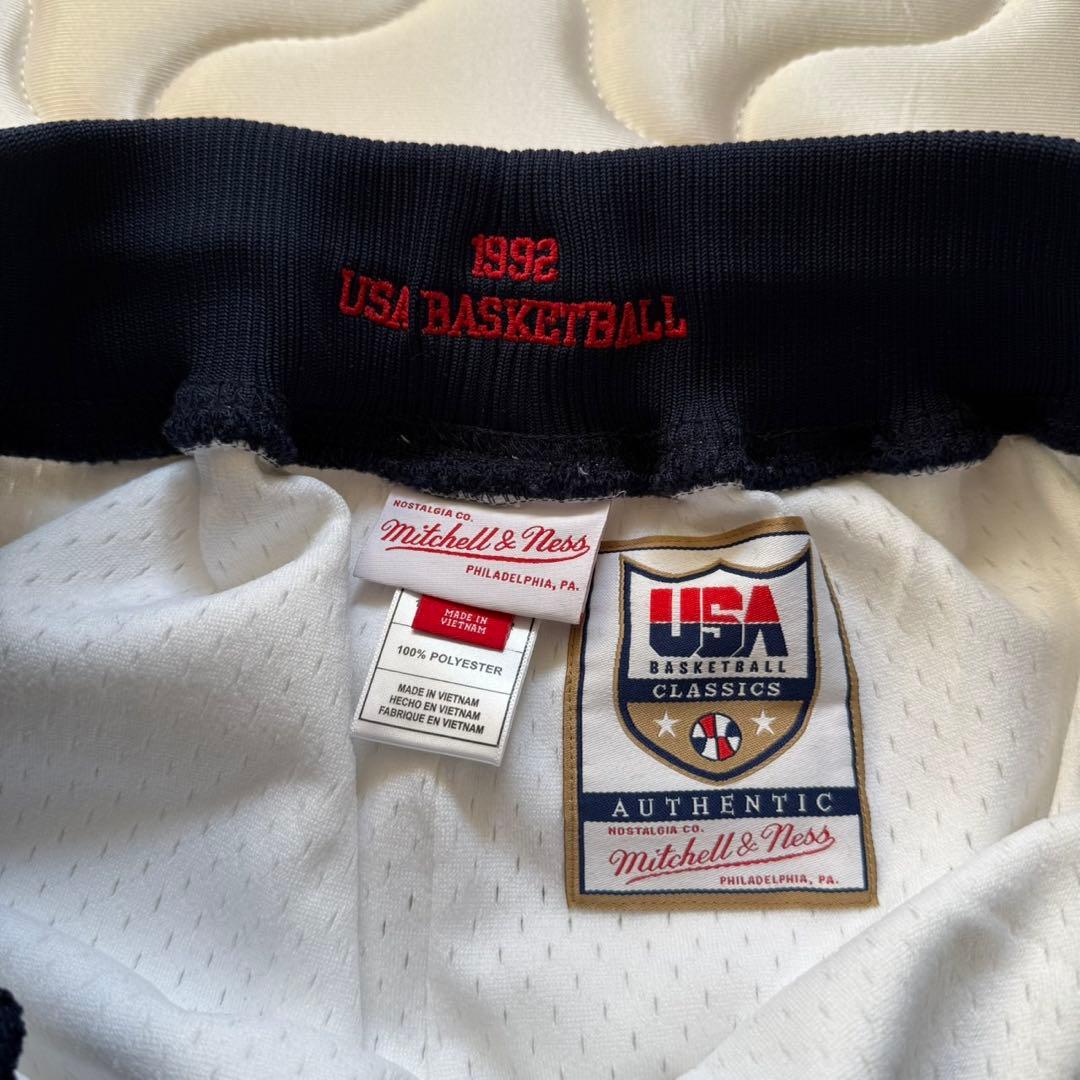 1992
USA BASKETBALL
NOSTALGIA CO.
Mitchell & Ness
PHILADELPHIA, PA.
MADE IN
VIETNAM
100% POLYESTER
MADE IN VIETNAM
HECHO EN VIETNAM
FABRIQUE EN VIETNAM
USA
BASKETBALL
CLASSICS
AUTHENTIC
NOSTALGIA CO.
Mitchell & Ness
PHILADELPHIA, PA.